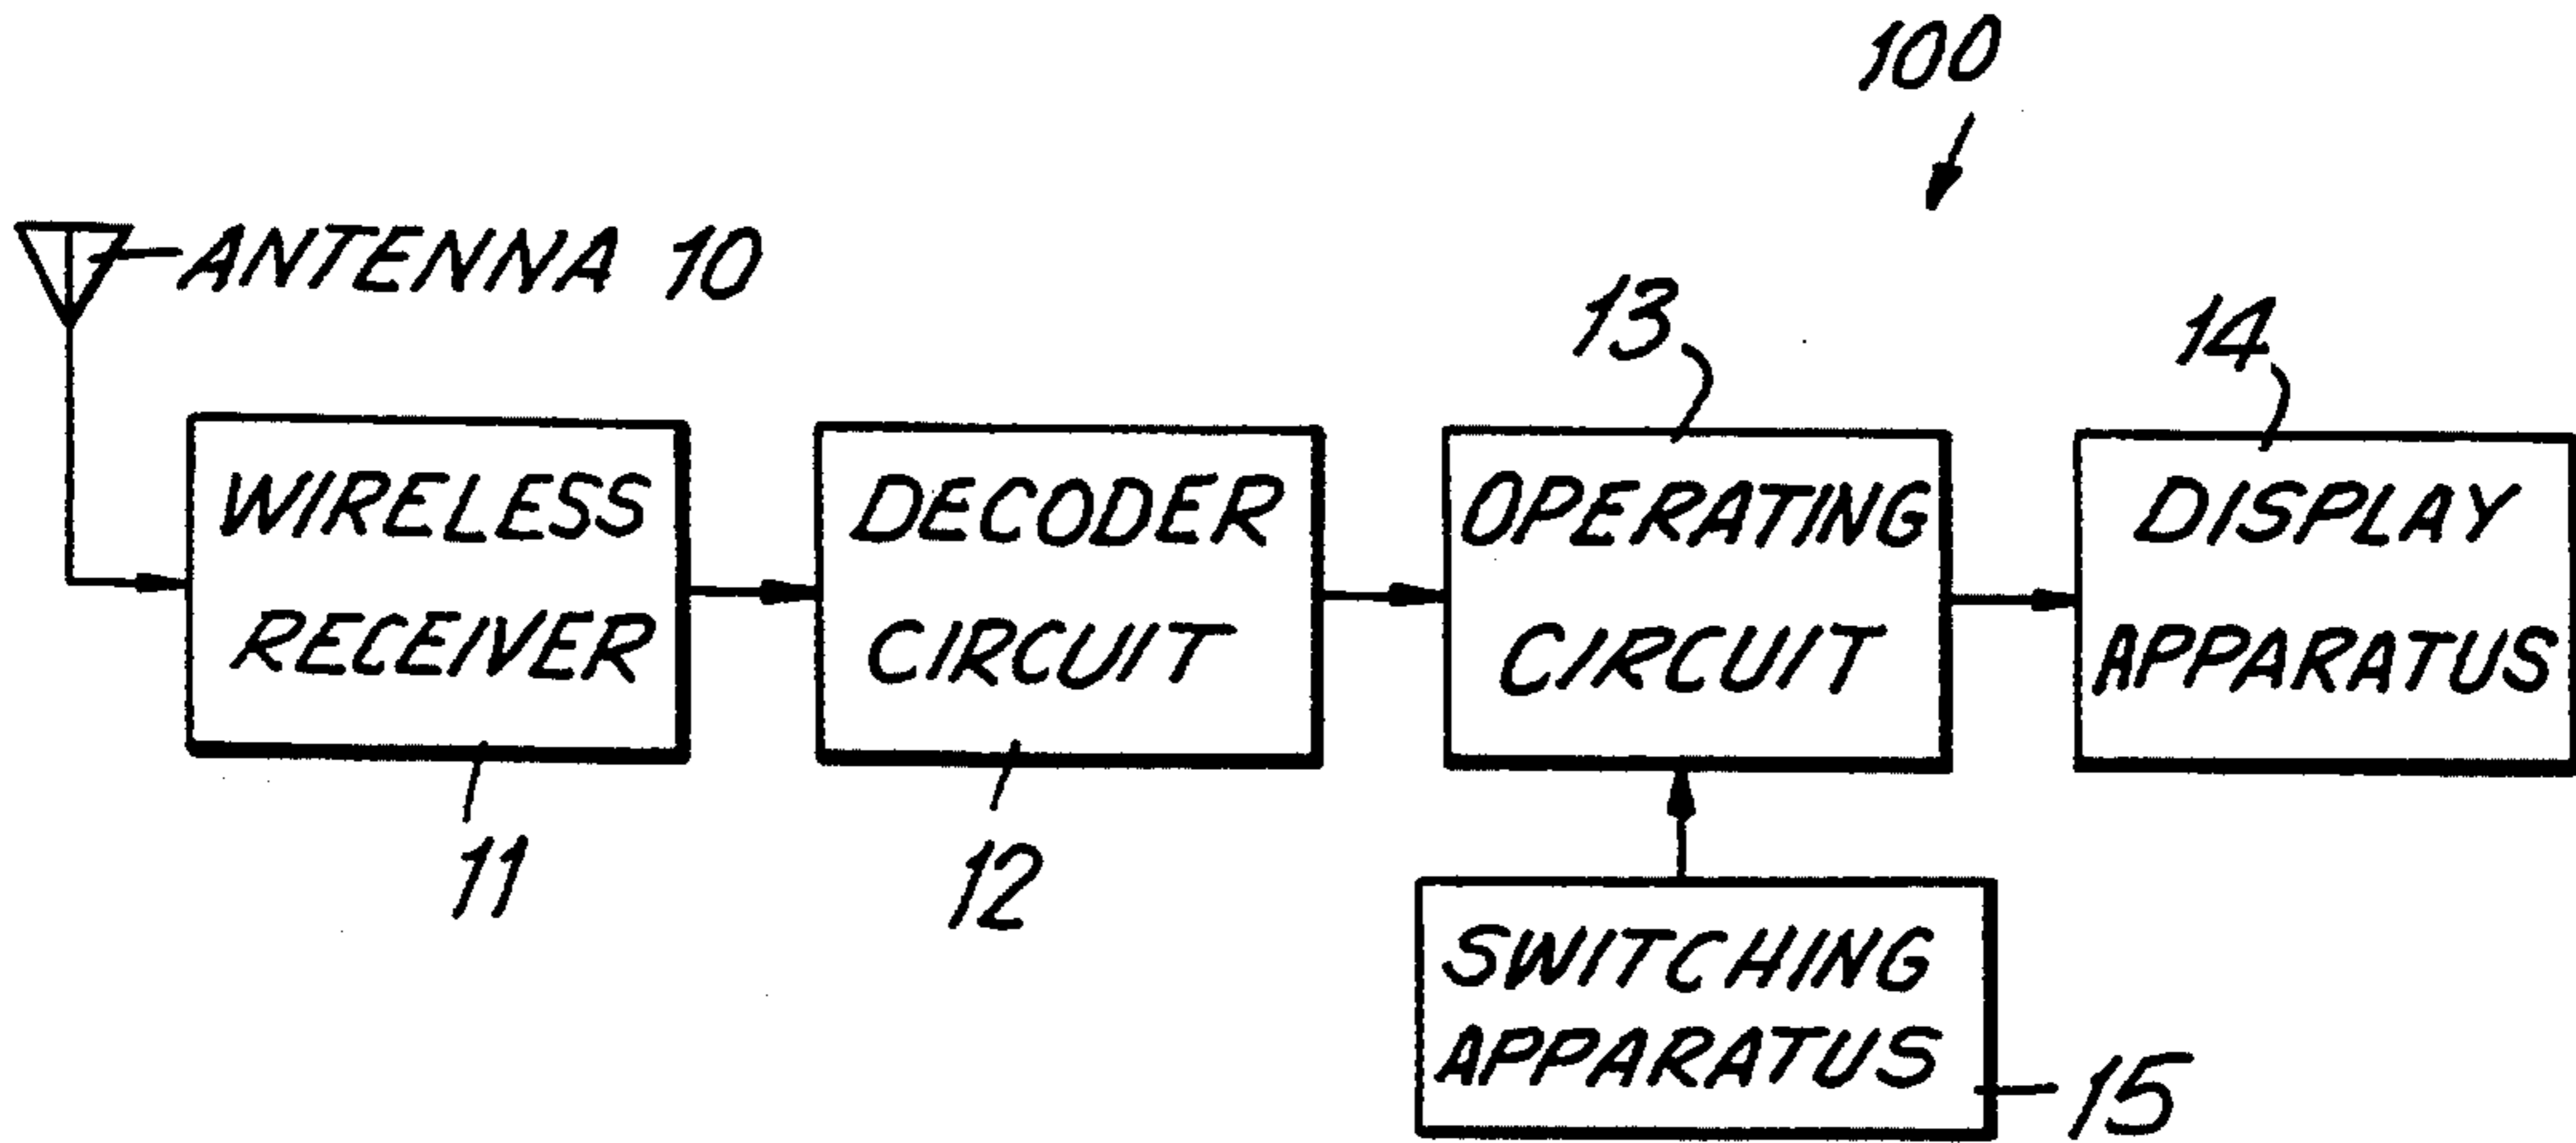 100
ANTENNA 10
13
14
WIRELESS
RECEIVER
DECODER
CIRCUIT
OPERATING
CIRCUIT
DISPLAY
APPARATUS
11
12
SWITCHING
APPARATUS
15